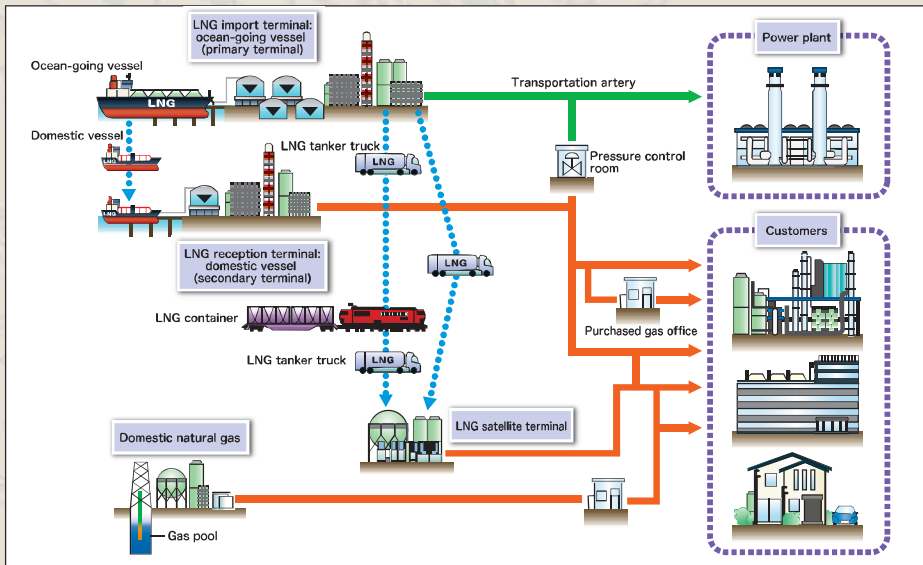 LNG import terminal:
ocean-going vessel
(primary terminal)
Power plant
Ocean-going vessel
LNG
Transportation artery
Domestic vessel
LNG
LNG tanker truck
LNG
Pressure control
room
LNG
LNG reception terminal:
domestic vessel
(secondary terminal)
Customers
LNG
LNG container
Purchased gas office
LNG tanker truck
LNG
Domestic natural gas
LNG satellite terminal
Gas pool